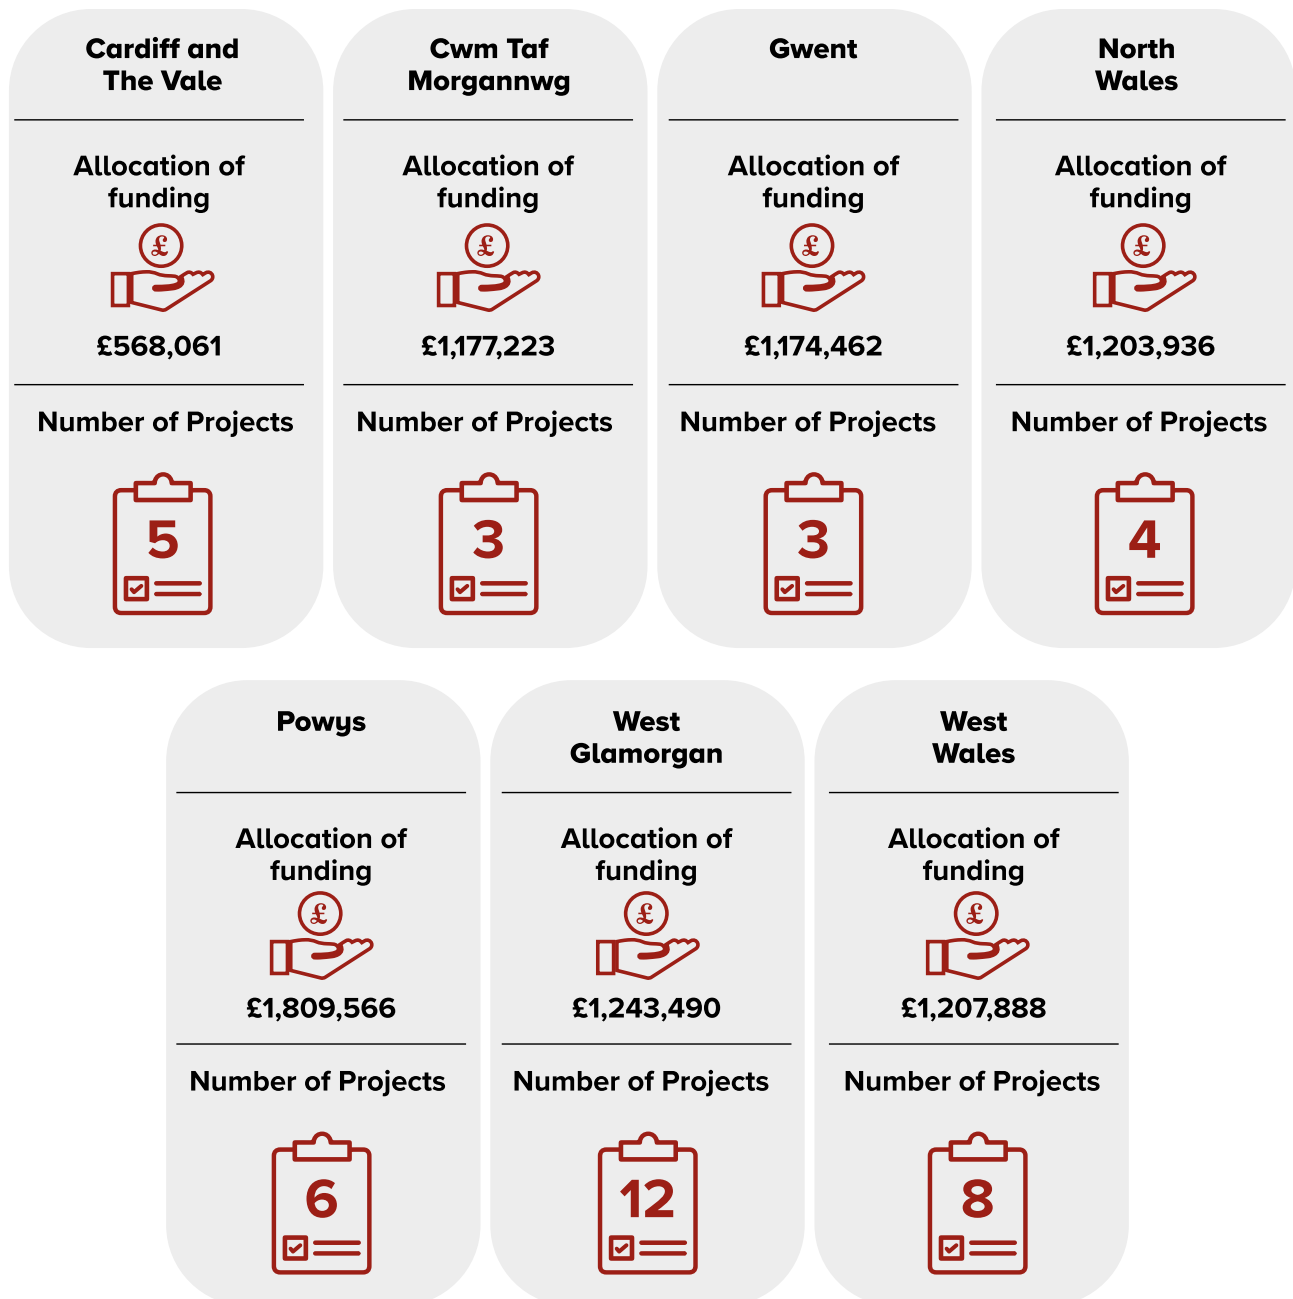 Cardiff and
The Vale
Allocation of
funding
£
£568,061
Number of Projects
5
Cwm Taf
Morgannwg
Allocation of
funding
£
£1,177,223
Number of Projects
3
Gwent
Allocation of
funding
£
£1,174,462
Number of Projects
3
North
Wales
Allocation of
funding
£
£1,203,936
Number of Projects
4
Powys
Allocation of
funding
£
£1,809,566
Number of Projects
6
West
Glamorgan
Allocation of
funding
£
£1,243,490
Number of Projects
12
West
Wales
Allocation of
funding
£
£1,207,888
Number of Projects
8